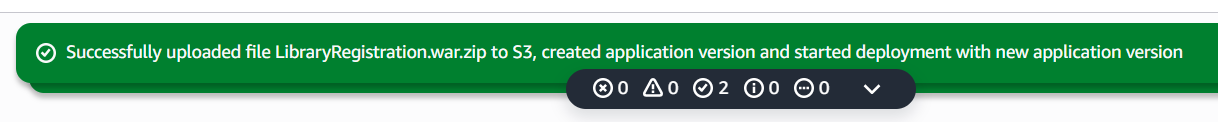 Successfully uploaded file LibraryRegistration.war.zip to S3, created application version and started deployment with new application version
0 0 2 0 0